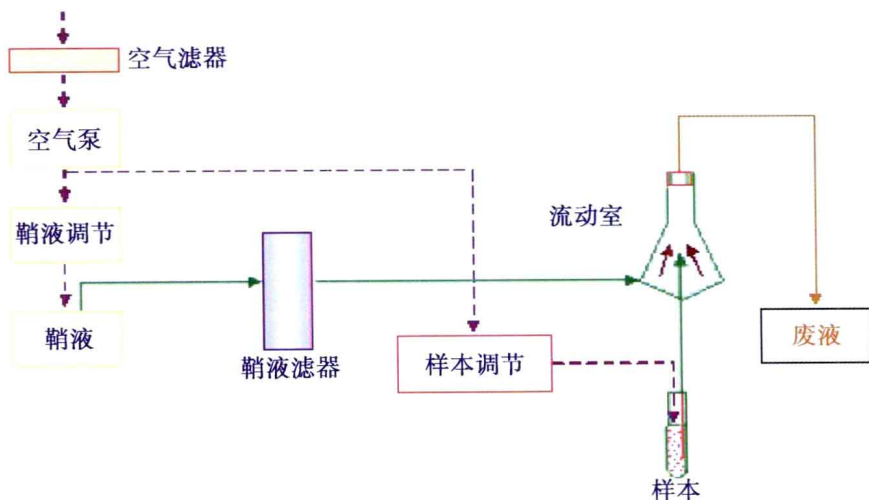 空气滤器
空气泵
鞘液调节
流动室
鞘液
鞘液滤器
样本调节
废液
样本